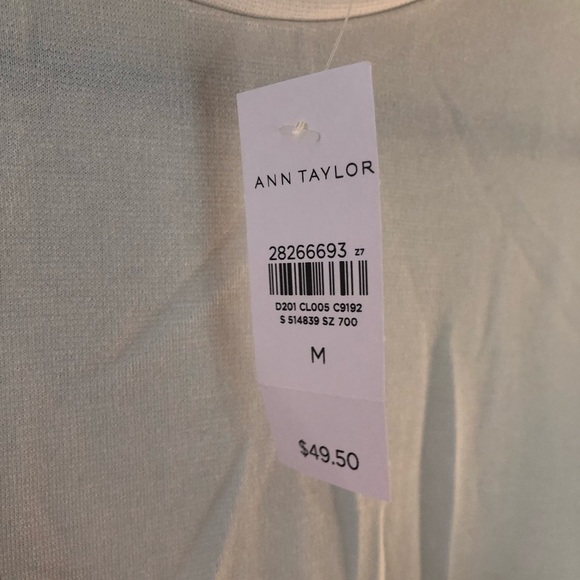 ANN TAYLOR
28266693 Z7
D201 CL005 C9192
S 514839 SZ 700
M
$49.50